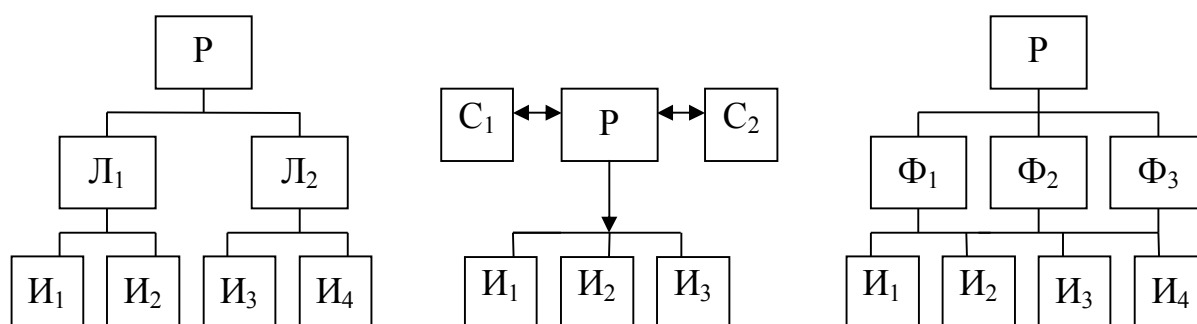 Р
Л₁ Л₂
И₁ И₂ И₃ И₄
С₁ Р С₂
И₁ И₂ И₃
Р
Ф₁ Ф₂ Ф₃
И₁ И₂ И₃ И₄